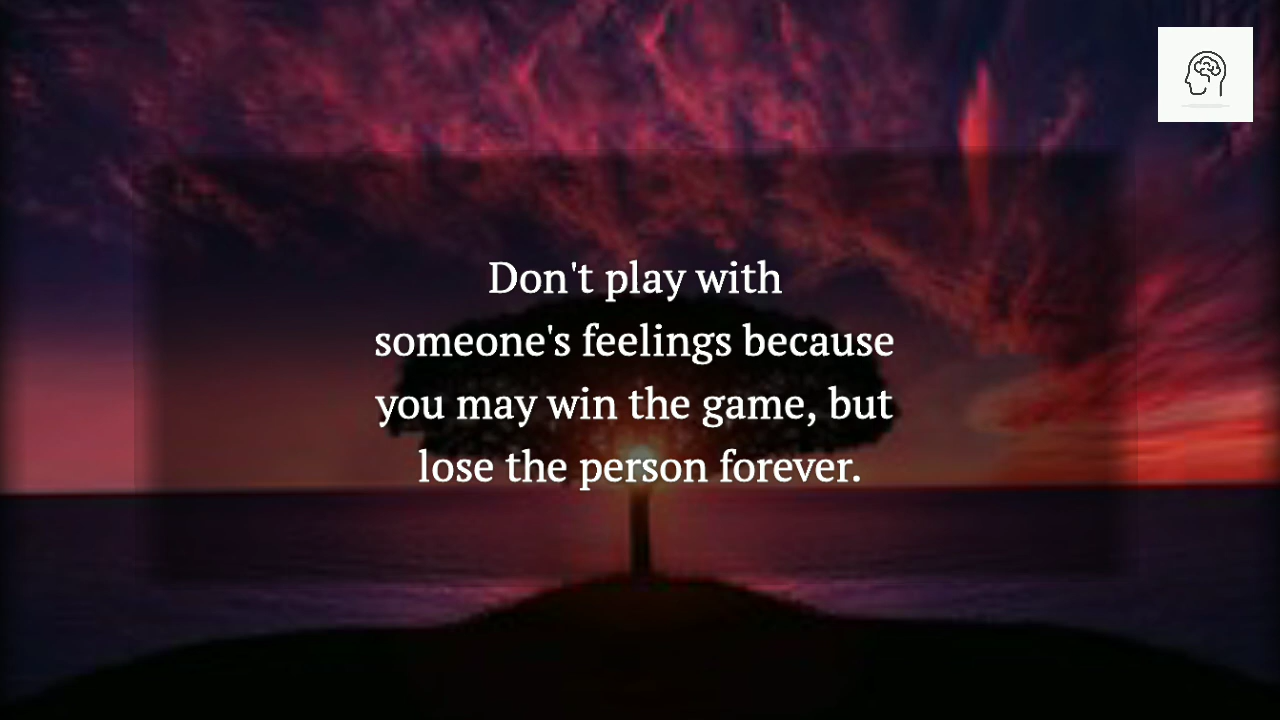 Don't play with
someone's feelings because
you may win the game, but
lose the person forever.